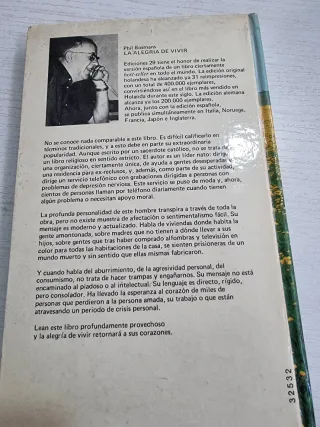 Phil Bosmans
LA ALEGRIA DE VIVIR
Ediciones 29 tiene el honor de realizar la
versión española de un libro ciertamente
best-seller en todo el mundo. La edición original
holandesa ha alcanzado ya 31 reimpresiones,
con un total de 400.000 ejemplares,
convirtiéndose así en el libro más vendido en
Holanda durante este siglo. La edición alemana
alcanza ya los 200.000 ejemplares.
Ahora, junto con la edición española,
se publica simultáneamente en Italia, Noruega,
Francia, Japón e Inglaterra.
No se conoce nada comparable a este libro. Es difícil calificarlo en
términos tradicionales, y a este debe en parte su extraordinaria
popularidad. Aunque escrito por un sacerdote católico, no se trata de
un libro religioso en sentido estricto. El autor es un líder nato: dirige
una organización, ciertamente única, de ayuda a gentes desesperadas
una residencia para ex-reclusos, y, además, como parte de su actividad,
dirige un servicio telefónico con grabaciones dirigidas a personas con
problemas de depresión nerviosa. Este servicio se puso de moda y, ahora,
cientos de personas llaman por teléfono diariamente cuando tienen
algún problema o necesitan apoyo moral.
La profunda personalidad de este hombre transpira a través de toda la
obra, pero no existe muestra de afectación o sentimentalismo fácil. Su
mensaje es moderno y actualizado. Habla de viviendas donde habita la
gente amontonada, sobre madres que no tienen a dónde llevar a sus
hijos, sobre gentes que tras haber comprado alfombras y televisión en
color para todas las habitaciones de la casa, se sienten prisioneras de un
mundo muerto y sin sentido que ellas mismas fabricaron.
Y cuando habla del aburrimiento, de la agresividad personal, del
consumismo, no trata de hacer trampas y engañarnos. Su mensaje no está
encaminado al piadoso o al intelectual. Su lenguaje es directo, rígido,
pero consolador. Ha llevado la esperanza al corazón de miles de
personas que perdieron a la persona amada, su trabajo o que están
atravesando un periodo de crisis personal.
Lean este libro profundamente provechoso
y la alegría de vivir retornará a sus corazones.
32532